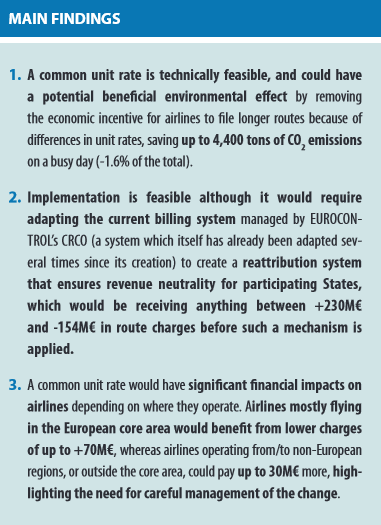 MAIN FINDINGS
1. A common unit rate is technically feasible, and could have
a potential beneficial environmental effect by removing
the economic incentive for airlines to file longer routes because of
differences in unit rates, saving up to 4,400 tons of CO2 emissions
on a busy day (-1.6% of the total).
2. Implementation is feasible although it would require
adapting the current billing system managed by EUROCON-
TROL's CRCO (a system which itself has already been adapted sev-
eral times since its creation) to create a reattribution system
that ensures revenue neutrality for participating States,
which would be receiving anything between +230M€
and -154M€ in route charges before such a mechanism is
applied.
3. A common unit rate would have significant financial impacts on
airlines depending on where they operate. Airlines mostly flying
in the European core area would benefit from lower charges
of up to +70M€, whereas airlines operating from/to non-European
regions, or outside the core area, could pay up to 30M€ more, high-
lighting the need for careful management of the change.